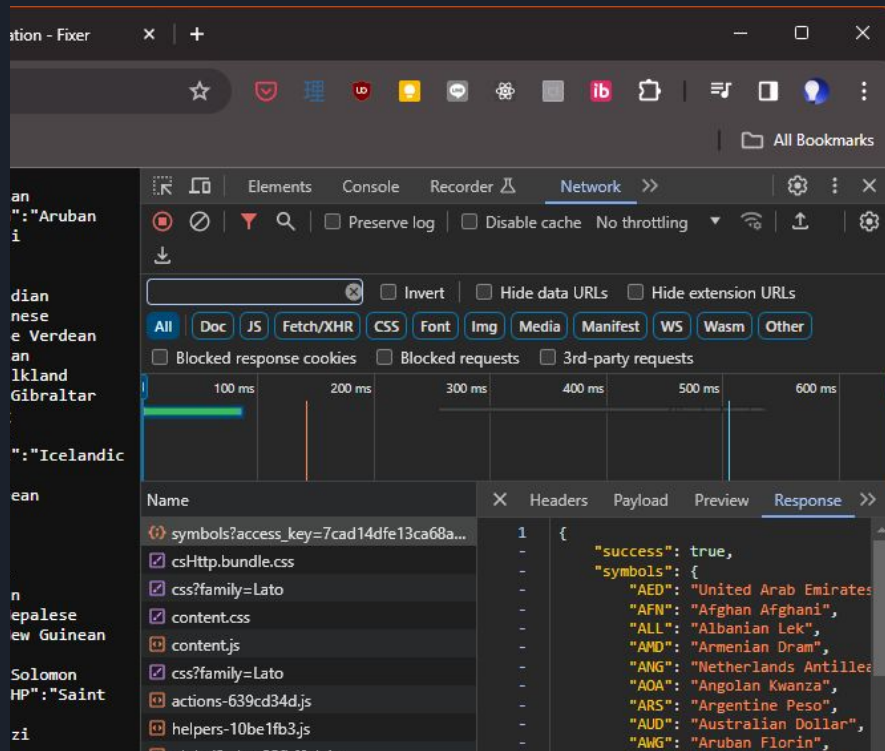 ation - Fixer
All Bookmarks
an
":"Aruban
i
dian
nese
e Verdean
an
lkland
Gibraltar
":"Icelandic
ean
n
epalese
ew Guinean
Solomon
HP":"Saint
zi
Elements Console Recorder Network
Preserve log Disable cache No throttling
Invert Hide data URLs Hide extension URLs
All Doc JS Fetch/XHR CSS Font Img Media Manifest WS Wasm Other
Blocked response cookies Blocked requests 3rd-party requests
100 ms 200 ms 300 ms 400 ms 500 ms 600 ms
Name
symbols?access_key=7cad14dfe13ca68a...
csHttp.bundle.css
css?family=Lato
content.css
content.js
css?family=Lato
actions-639cd34d.js
helpers-10be1fb3.js
Headers Payload Preview Response
1 {
- "success": true,
- "symbols": {
- "AED": "United Arab Emirates
- "AFN": "Afghan Afghani",
- "ALL": "Albanian Lek",
- "AMD": "Armenian Dram",
- "ANG": "Netherlands Antillea
- "AOA": "Angolan Kwanza",
- "ARS": "Argentine Peso",
- "AUD": "Australian Dollar",
- "AWG": "Aruban Florin",